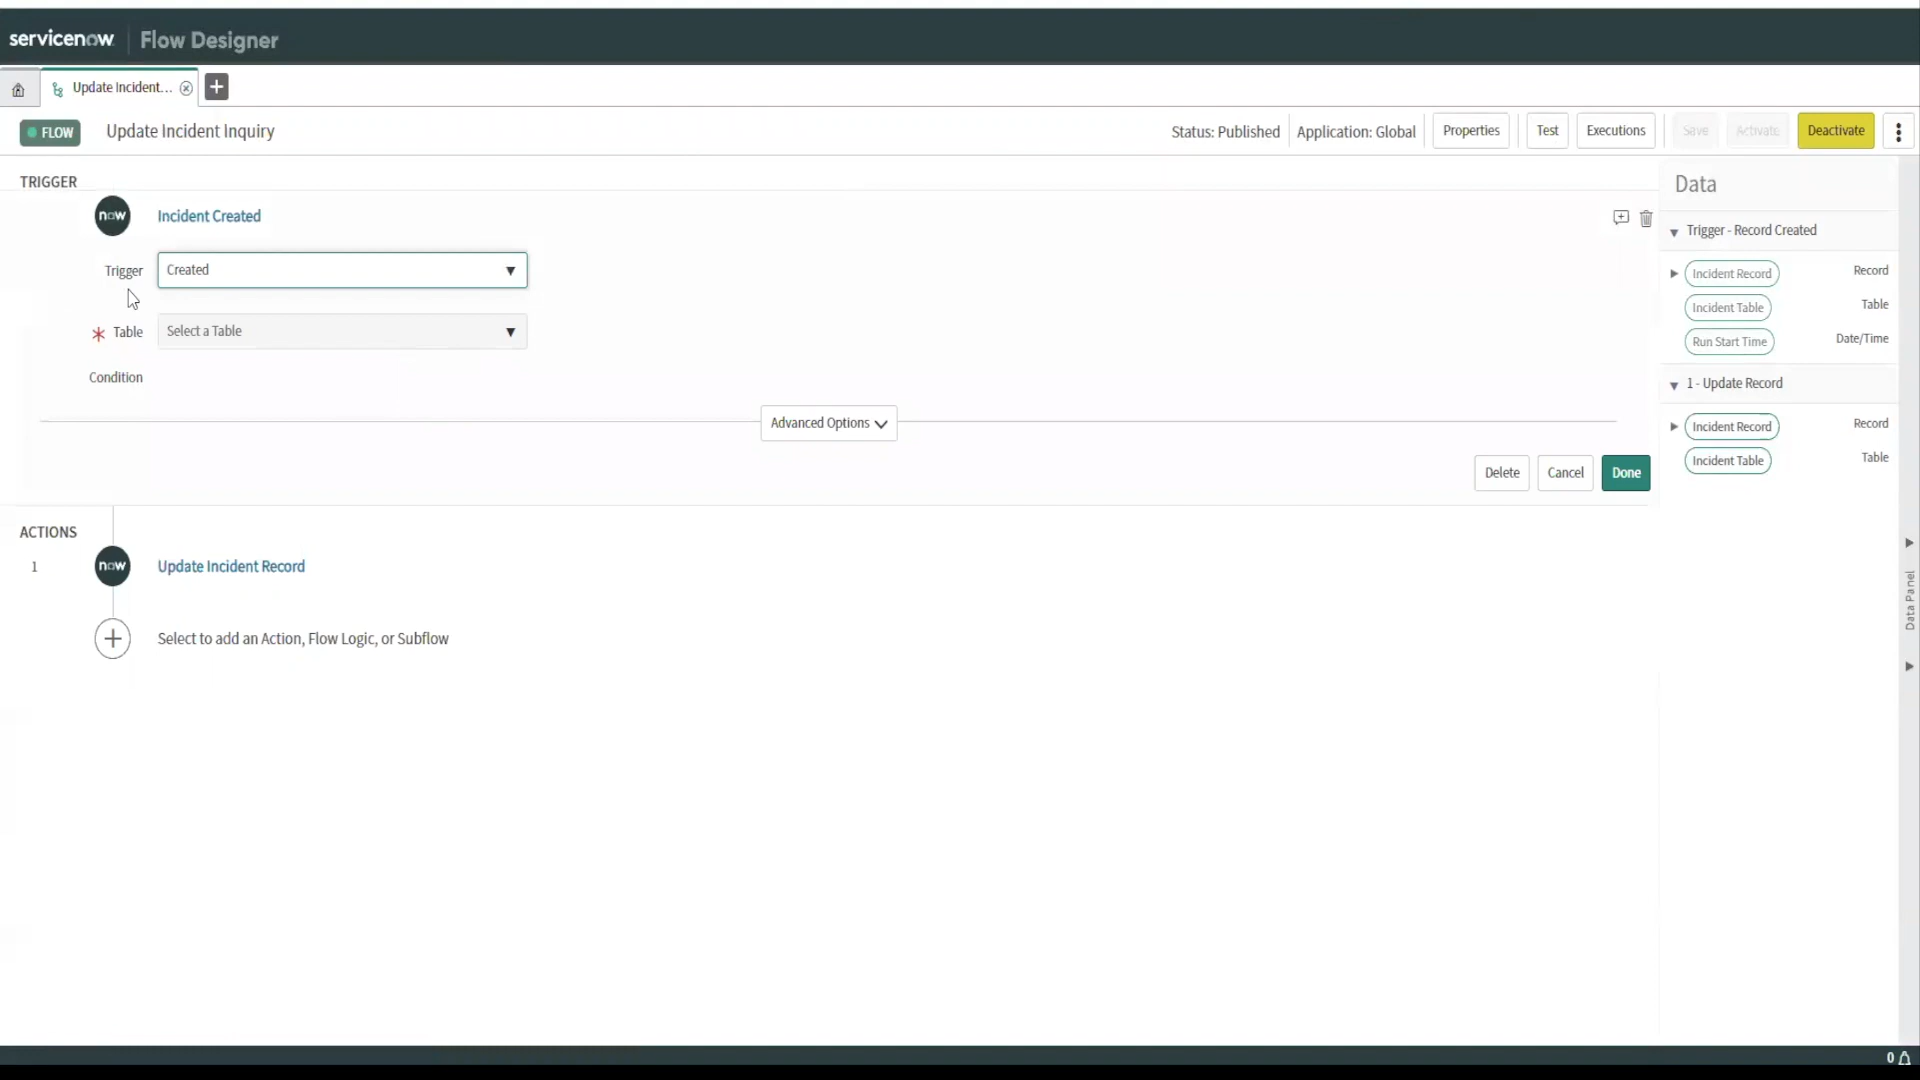 servicenow Flow Designer
Update Incident...
FLOW Update Incident Inquiry Status: Published Application: Global Properties Test Executions Save Activate Deactivate
TRIGGER
now Incident Created
Trigger Created
* Table Select a Table
Condition
Advanced Options
Delete Cancel Done
ACTIONS
1 now Update Incident Record
Select to add an Action, Flow Logic, or Subflow
Data
Trigger - Record Created
Incident Record Record
Incident Table Table
Run Start Time Date/Time
1 - Update Record
Incident Record Record
Incident Table Table
Data Panel
0